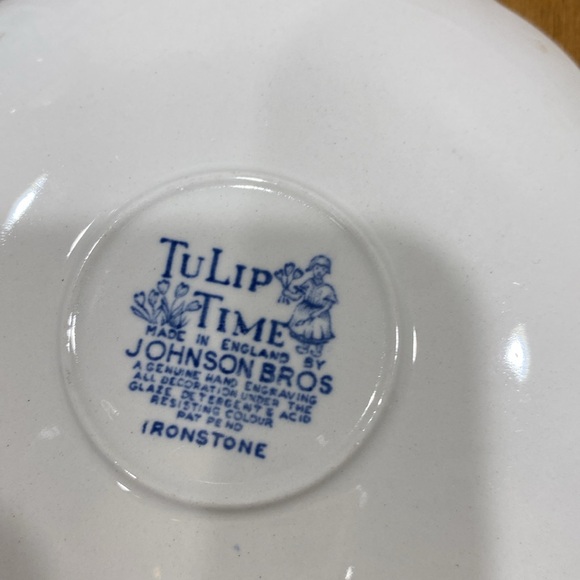 TULIP
TIME
MADE IN ENGLAND BY
JOHNSON BROS
A GENUINE HAND ENGRAVING
ALL DECORATION UNDER THE
GLAZE, DETERGENT & ACID
RESISTING COLOUR
PAT PEND
IRONSTONE